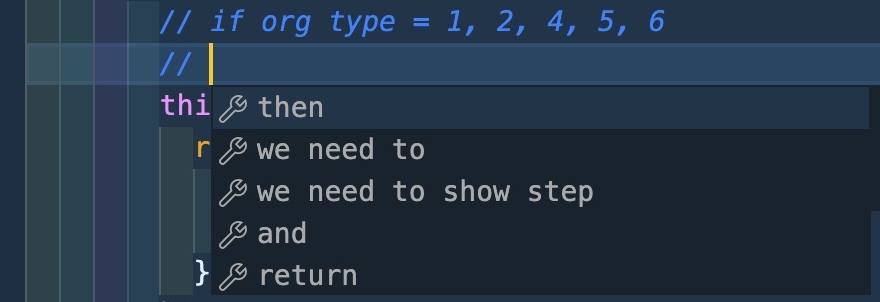 // if org type = 1, 2, 4, 5, 6
//
thi
then
r
we need to
we need to show step
and
}
return